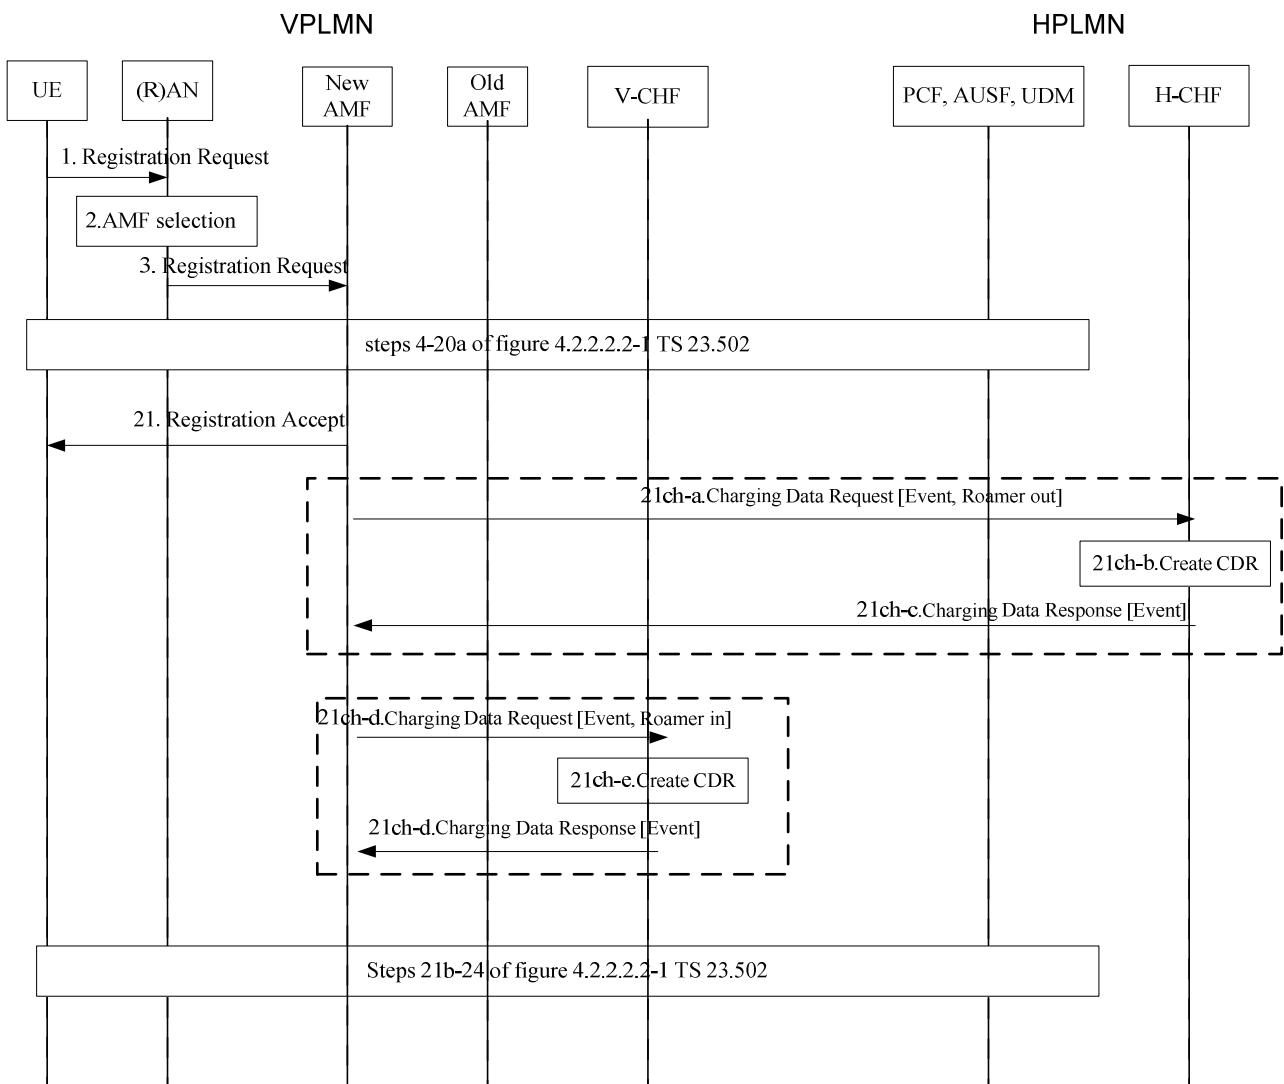 VPLMN
HPLMN
UE
(R)AN
New
AMF
Old
AMF
V-CHF
PCF, AUSF, UDM
H-CHF
1. Registration Request
2.AMF selection
3. Registration Request
steps 4-20a of figure 4.2.2.2.2-1 TS 23.502
21. Registration Accept
21ch-a.Charging Data Request [Event, Roamer out]
21ch-b.Create CDR
21ch-c.Charging Data Response [Event]
21ch-d.Charging Data Request [Event, Roamer in]
21ch-e.Create CDR
21ch-d.Charging Data Response [Event]
Steps 21b-24 of figure 4.2.2.2.2-1 TS 23.502